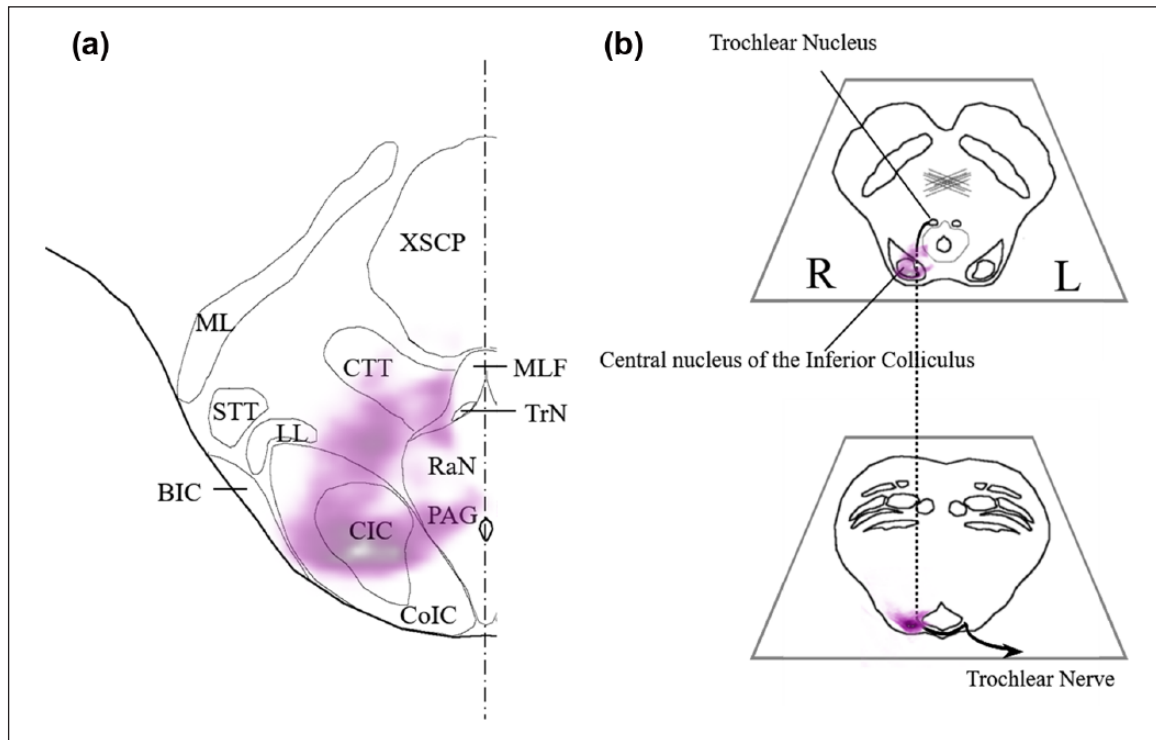 (a)
XSCP
ML
CTT
MLF
STT
TrN
LL
RaN
BIC
PAG
CIC
CoIC
(b)
Trochlear Nucleus
R
L
Central nucleus of the Inferior Colliculus
Trochlear Nerve